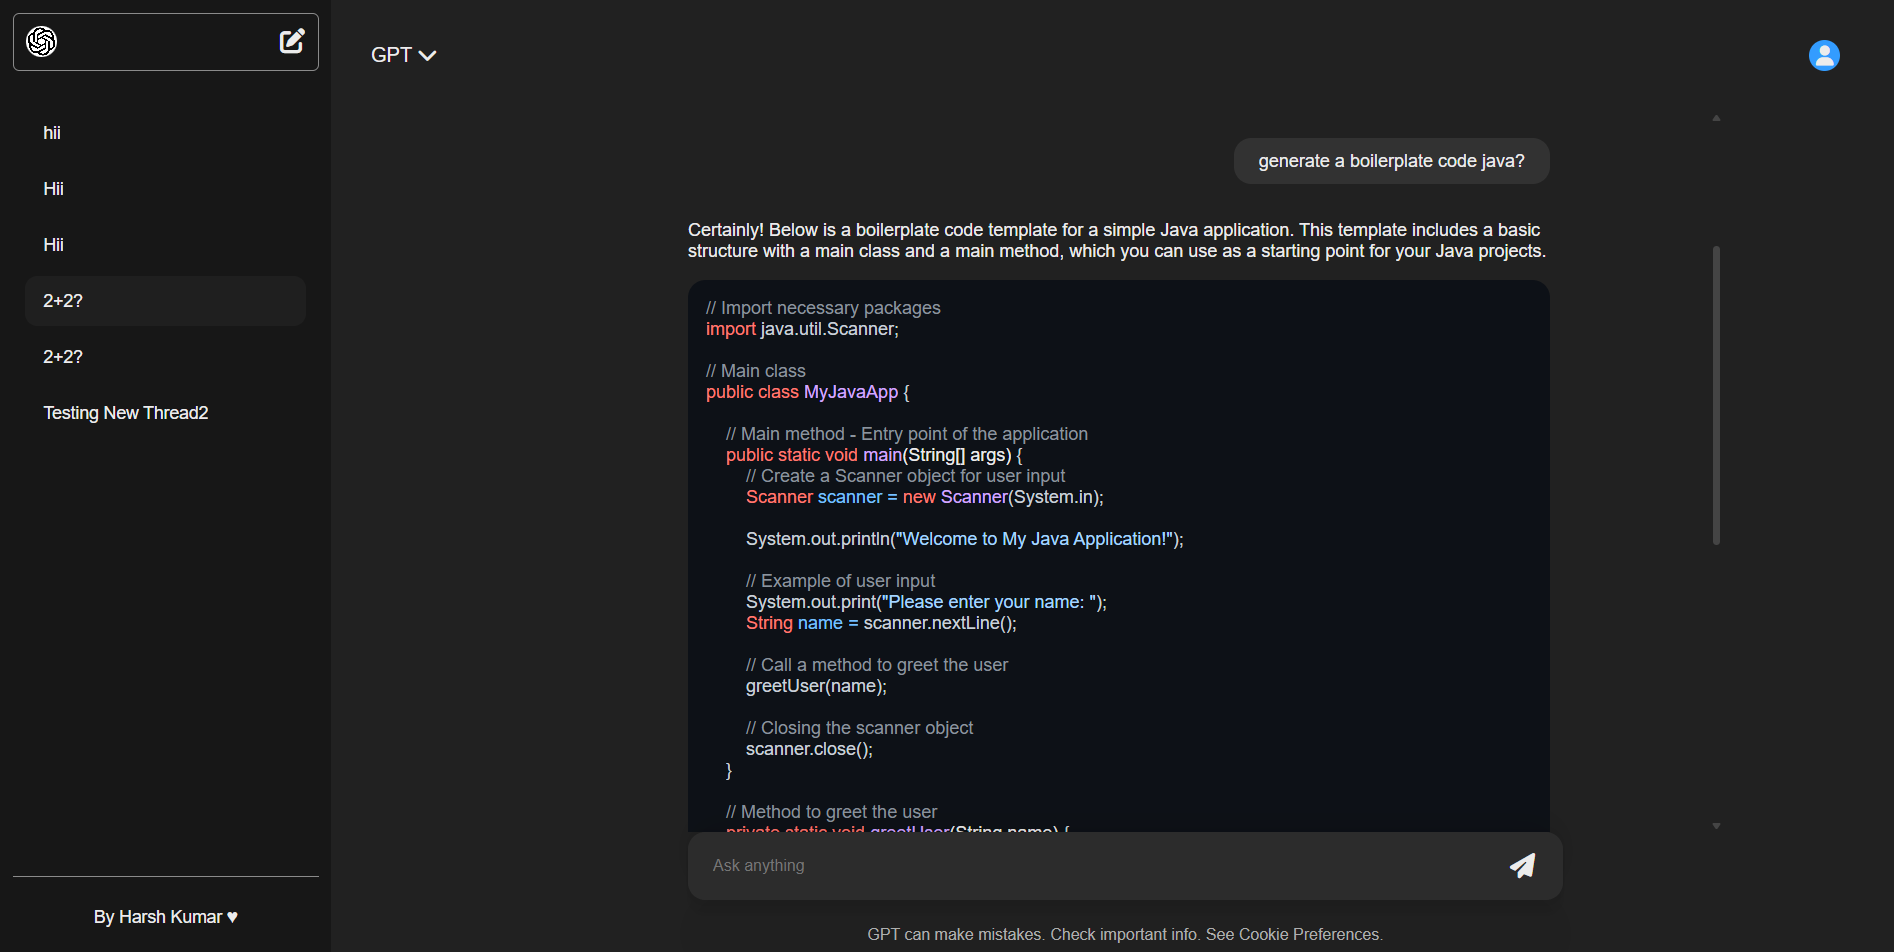 GPT
hii
Hii
Hii
2+2?
2+2?
Testing New Thread2
By Harsh Kumar ♥
generate a boilerplate code java?
Certainly! Below is a boilerplate code template for a simple Java application. This template includes a basic
structure with a main class and a main method, which you can use as a starting point for your Java projects.
// Import necessary packages
import java.util.Scanner;
// Main class
public class MyJavaApp {
// Main method - Entry point of the application
public static void main(String[] args) {
// Create a Scanner object for user input
Scanner scanner = new Scanner(System.in);
System.out.println("Welcome to My Java Application!");
// Example of user input
System.out.print("Please enter your name: ");
String name = scanner.nextLine();
// Call a method to greet the user
greetUser(name);
// Closing the scanner object
scanner.close();
}
// Method to greet the user
private static void greetUser(String name) {
Ask anything
GPT can make mistakes. Check important info. See Cookie Preferences.